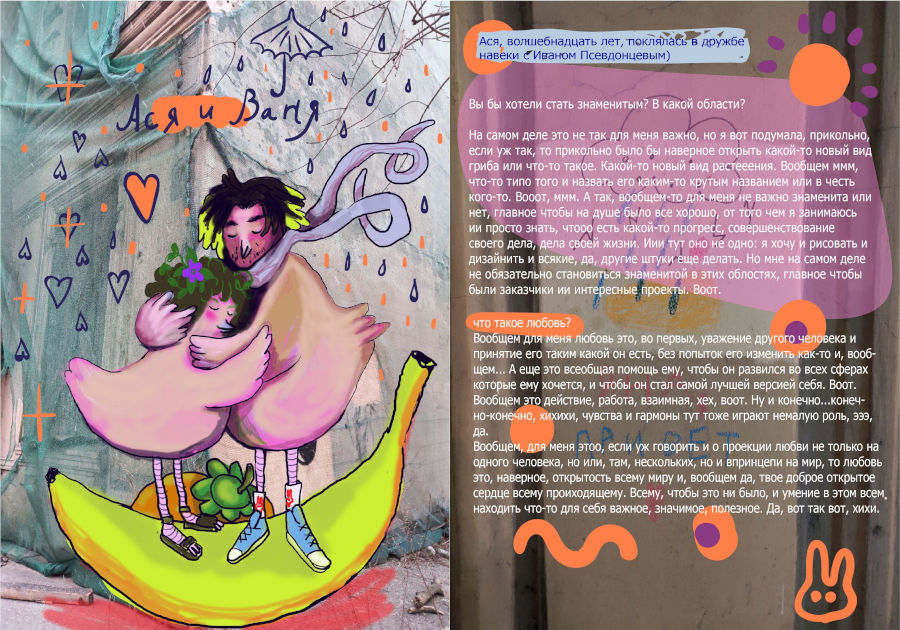 Ася и Ваня
Ася, волшебнадцать лет, поклялась в дружбе
навеки с Иваном Псевдонцевым)
Вы бы хотели стать знаменитым? В какой области?
На самом деле это не так для меня важно, но я вот подумала, прикольно,
если уж так, то прикольно было бы наверное открыть какой-то новый вид
гриба или что-то такое. Какой-то новый вид растееения. Вообщем ммм,
что-то типо того и назвать его каким-то крутым названием или в честь
кого-то. Вооот, ммм. А так, вообщем-то для меня не важно знаменита или
нет, главное чтобы на душе было все хорошо, от того чем я занимаюсь
ии просто знать, чтоо есть какой-то прогресс, совершенствование
своего дела, дела своей жизни. Иии тут оно не одно: я хочу и рисовать и
дизайнить и всякие, да, другие штуки еще делать. Но мне на самом деле
не обязательно становиться знаменитой в этих облостях, главное чтобы
были заказчики ии интересные проекты. Воот.
что такое любовь?
Вообщем для меня любовь это, во первых, уважение другого человека и
принятие его таким какой он есть, без попыток его изменить как-то и, вооб-
щем... А еще это всеобщая помощь ему, чтобы он развился во всех сферах
которые ему хочется, и чтобы он стал самой лучшей версией себя. Воот.
Вообщем это действие, работа, взаимная, хех, воот. Ну и конечно...конеч-
но-конечно, хихихи, чувства и гармоны тут тоже играют немалую роль, эээ,
да.
Вообщем, для меня этоо, если уж говорить и о проекции любви не только на
одного человека, но или, там, нескольких, но и впринцепи на мир, то любовь
это, наверное, открытость всему миру и, вообщем да, твое доброе открытое
сердце всему проиходящему. Всему, чтобы это ни было, и умение в этом всем,
находить что-то для себя важное, значимое, полезное. Да, вот так вот, хихи.
ПРИВЕТ